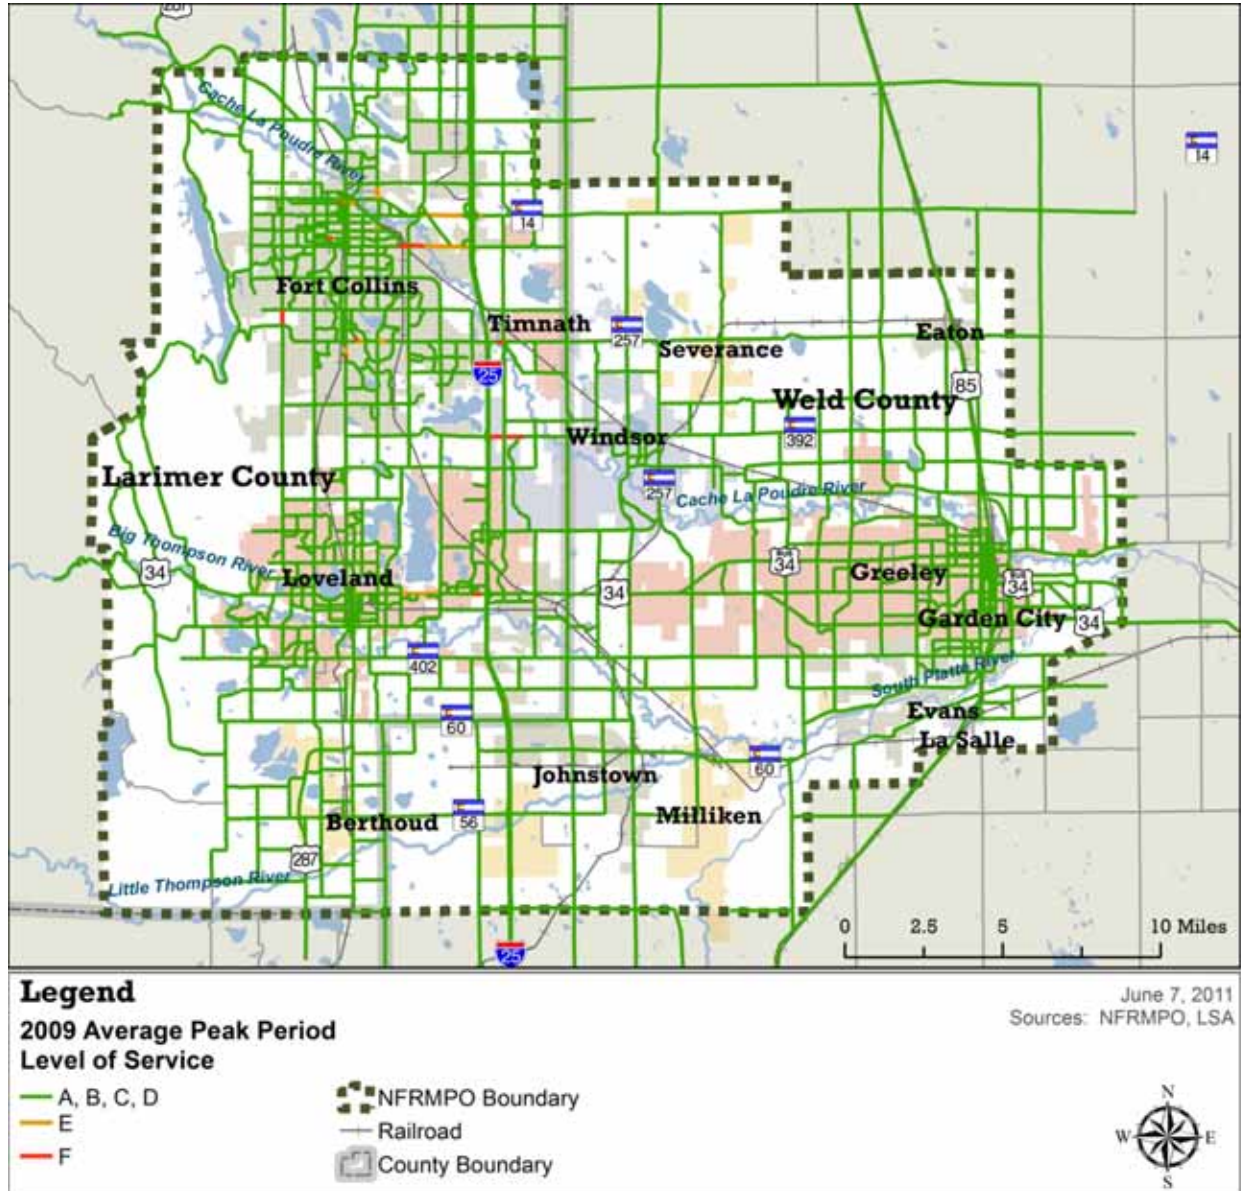 287
Cache La Poudre River
14
14
Fort Collins
Timnath
257
Severance
Eaton
25
85
Weld County
392
Windsor
Larimer County
257
Cache La Poudre River
Big Thompson River
34
Loveland
34
34
Greeley
34
Garden City
34
402
South Platte River
60
Evans
La Salle
60
Johnstown
56
Berthoud
Milliken
287
Little Thompson River
0 2.5 5 10 Miles
25
Legend
June 7, 2011
Sources: NFRMPO, LSA
2009 Average Peak Period
Level of Service
A, B, C, D
E
F
NFRMPO Boundary
Railroad
County Boundary
N
W E
S